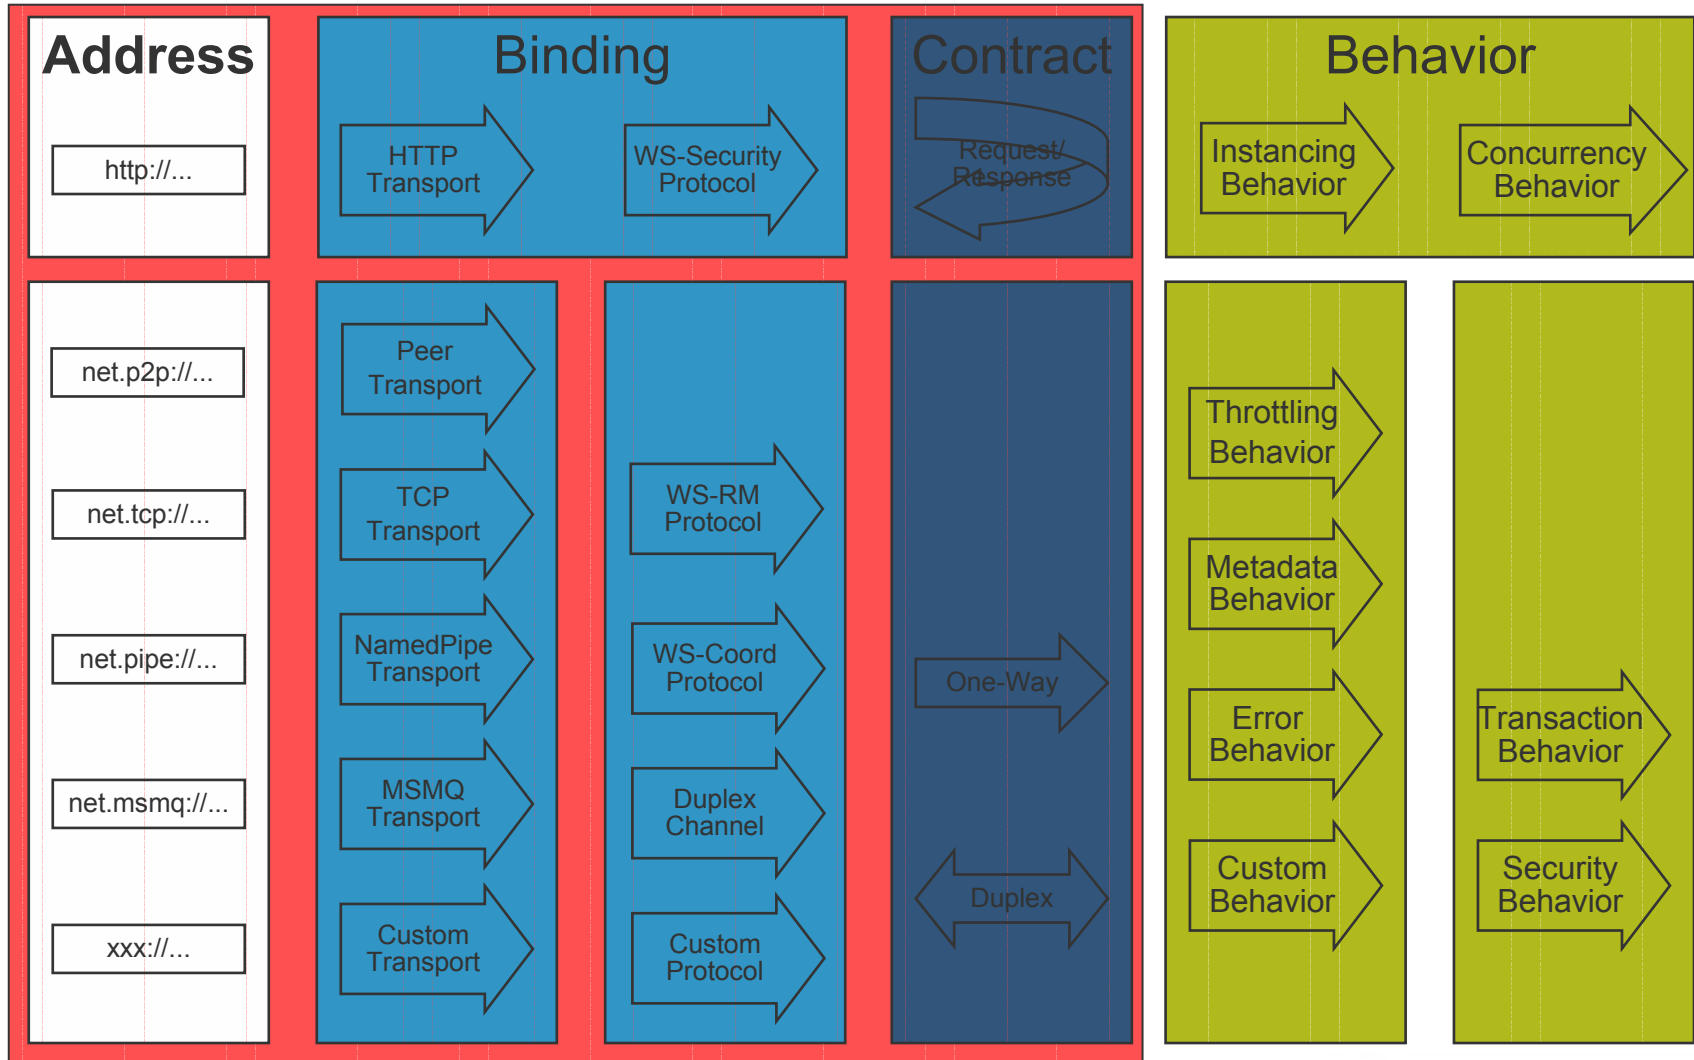 Address
Binding
Contract
Behavior
http://...
HTTP
Transport
WS-Security
Protocol
Request/
Response
Instancing
Behavior
Concurrency
Behavior
net.p2p://...
net.tcp://...
net.pipe://...
net.msmq://...
xxx://...
Peer
Transport
TCP
Transport
NamedPipe
Transport
MSMQ
Transport
Custom
Transport
WS-RM
Protocol
WS-Coord
Protocol
Duplex
Channel
Custom
Protocol
One-Way
Duplex
Throttling
Behavior
Metadata
Behavior
Error
Behavior
Custom
Behavior
Transaction
Behavior
Security
Behavior